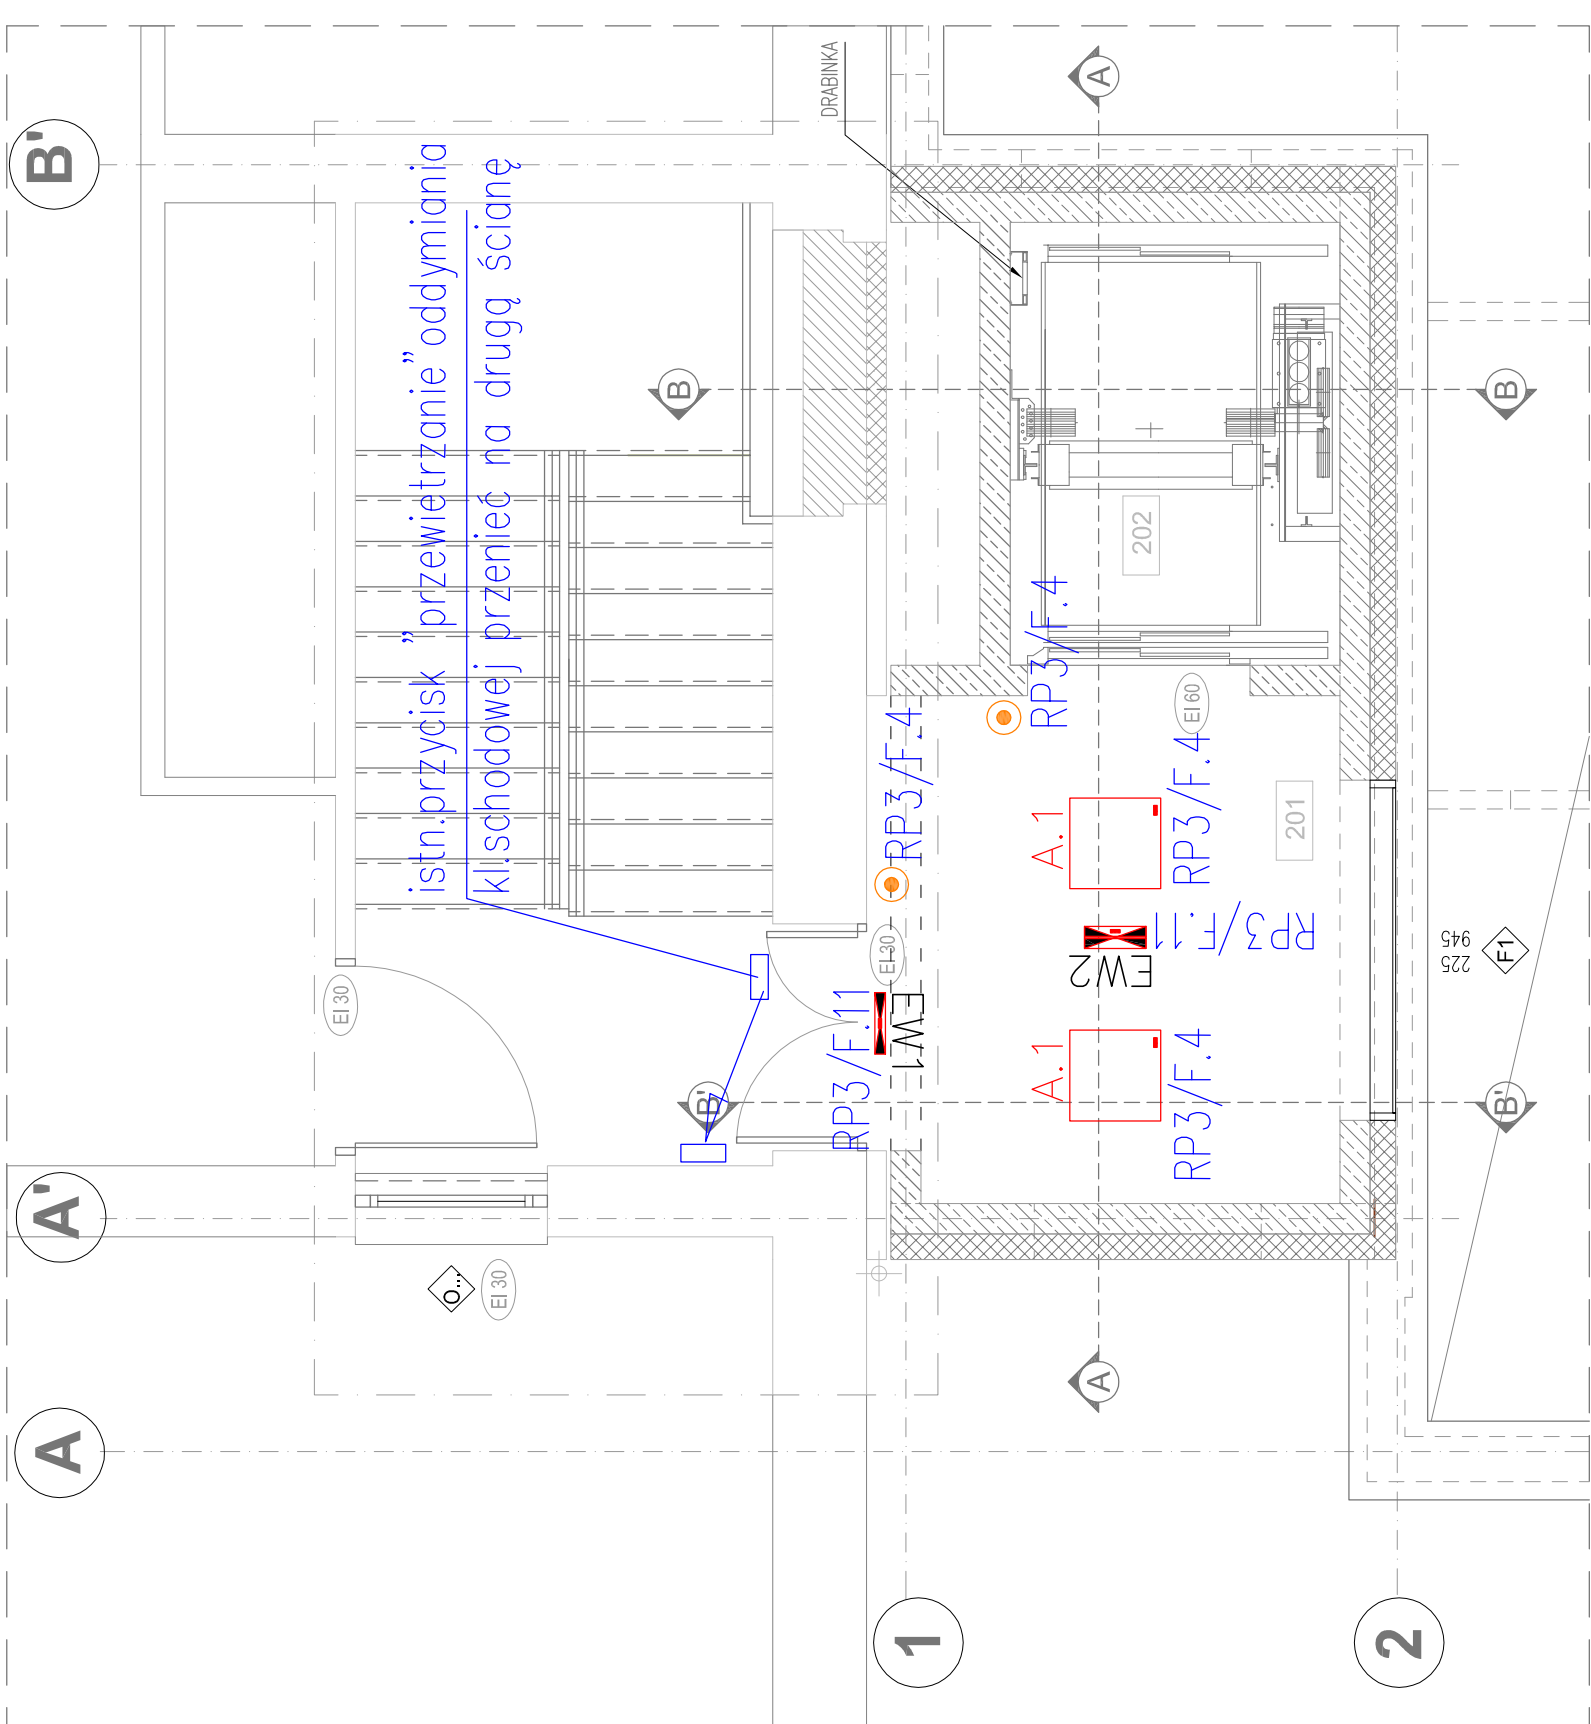 B'
A'
A
1
2
DRABINKA
istn.przycisk " przewietrzanie" oddymiania
kl.schodowej przenieć na drugą ścianę
A
B
B
202
RP3/F.4
RP3/F.4
EI 60
A.1
RP3/F.4
201
EI 30
RP3/F.11
EW2
EI 30
RP3/F.11
EW1
A.1
RP3/F.4
B'
B'
225
945
F1
O...
EI 30
A